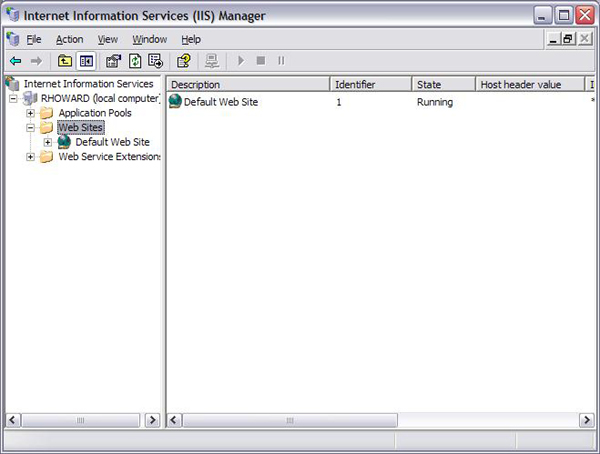 Internet Information Services (IIS) Manager
File Action View Window Help
Internet Information Services
RHOWARD (local computer)
Application Pools
Web Sites
Default Web Site
Web Service Extensions
Description Identifier State Host header value I
Default Web Site 1 Running *